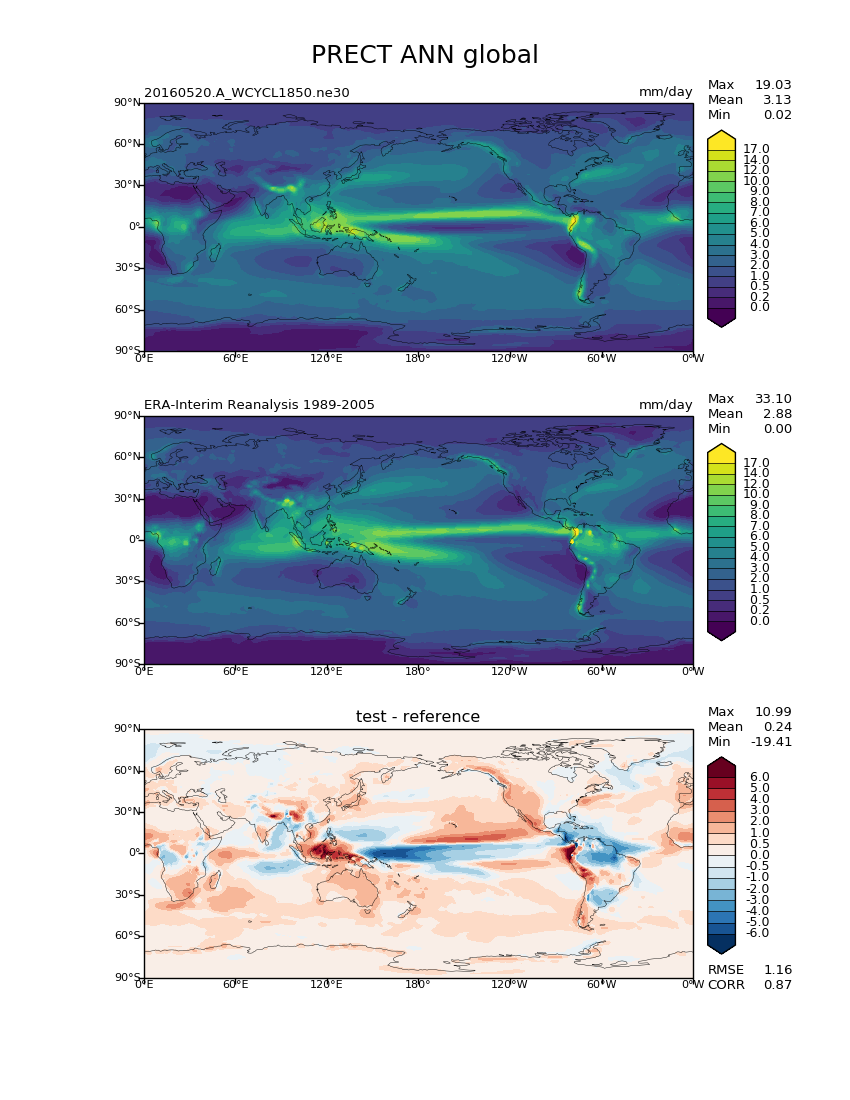 PRECT ANN global
20160520.A_WCYCL1850.ne30 mm/day
Max 19.03
Mean 3.13
Min 0.02
90°N
60°N
30°N
0°
30°S
60°S
90°S
0°E 60°E 120°E 180° 120°W 60°W 0°W
17.0
14.0
12.0
10.0
9.0
8.0
7.0
6.0
5.0
4.0
3.0
2.0
1.0
0.5
0.2
0.0
ERA-Interim Reanalysis 1989-2005 mm/day
Max 33.10
Mean 2.88
Min 0.00
90°N
60°N
30°N
0°
30°S
60°S
90°S
0°E 60°E 120°E 180° 120°W 60°W 0°W
17.0
14.0
12.0
10.0
9.0
8.0
7.0
6.0
5.0
4.0
3.0
2.0
1.0
0.5
0.2
0.0
test - reference
Max 10.99
Mean 0.24
Min -19.41
90°N
60°N
30°N
0°
30°S
60°S
90°S
0°E 60°E 120°E 180° 120°W 60°W 0°W
6.0
5.0
4.0
3.0
2.0
1.0
0.5
0.0
-0.5
-1.0
-2.0
-3.0
-4.0
-5.0
-6.0
RMSE 1.16
CORR 0.87